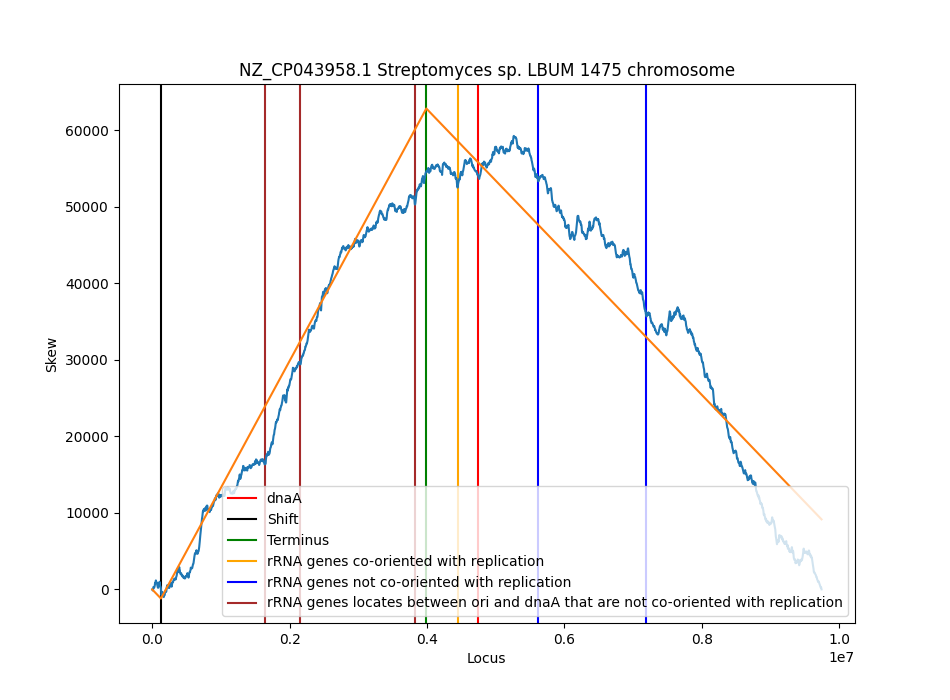 NZ_CP043958.1 Streptomyces sp. LBUM 1475 chromosome
60000
50000
40000
30000
20000
10000
0
Skew
dnaA
Shift
Terminus
rRNA genes co-oriented with replication
rRNA genes not co-oriented with replication
rRNA genes locates between ori and dnaA that are not co-oriented with replication
0.0 0.2 0.4 0.6 0.8 1.0
1e7
Locus